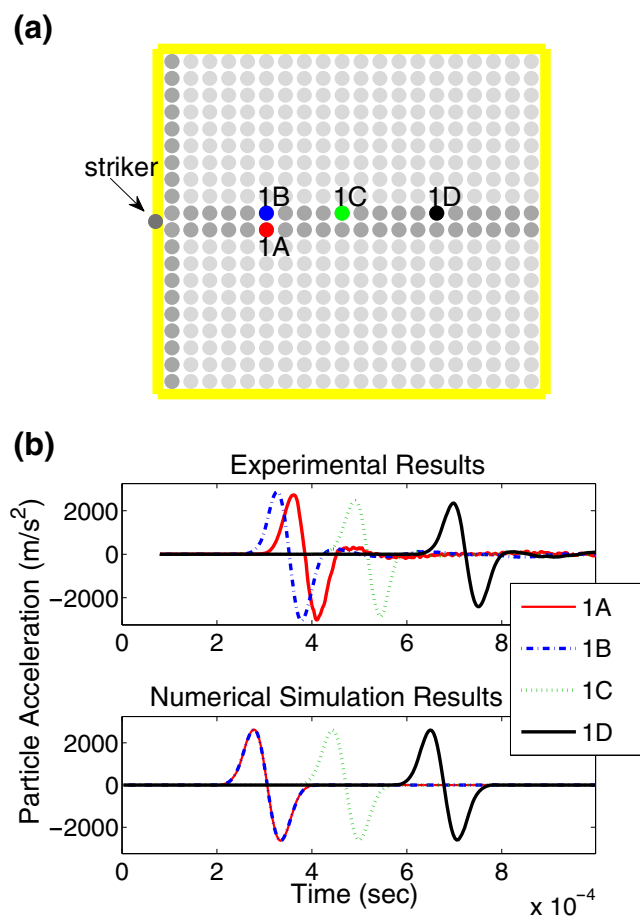 (a)
striker
1B 1C 1D
1A
(b)
Experimental Results
Particle Acceleration (m/s²)
2000
0
−2000
0 2 4 6 8
1A
1B
1C
1D
Numerical Simulation Results
2000
0
−2000
0 2 4 6 8
Time (sec)
x 10⁻⁴